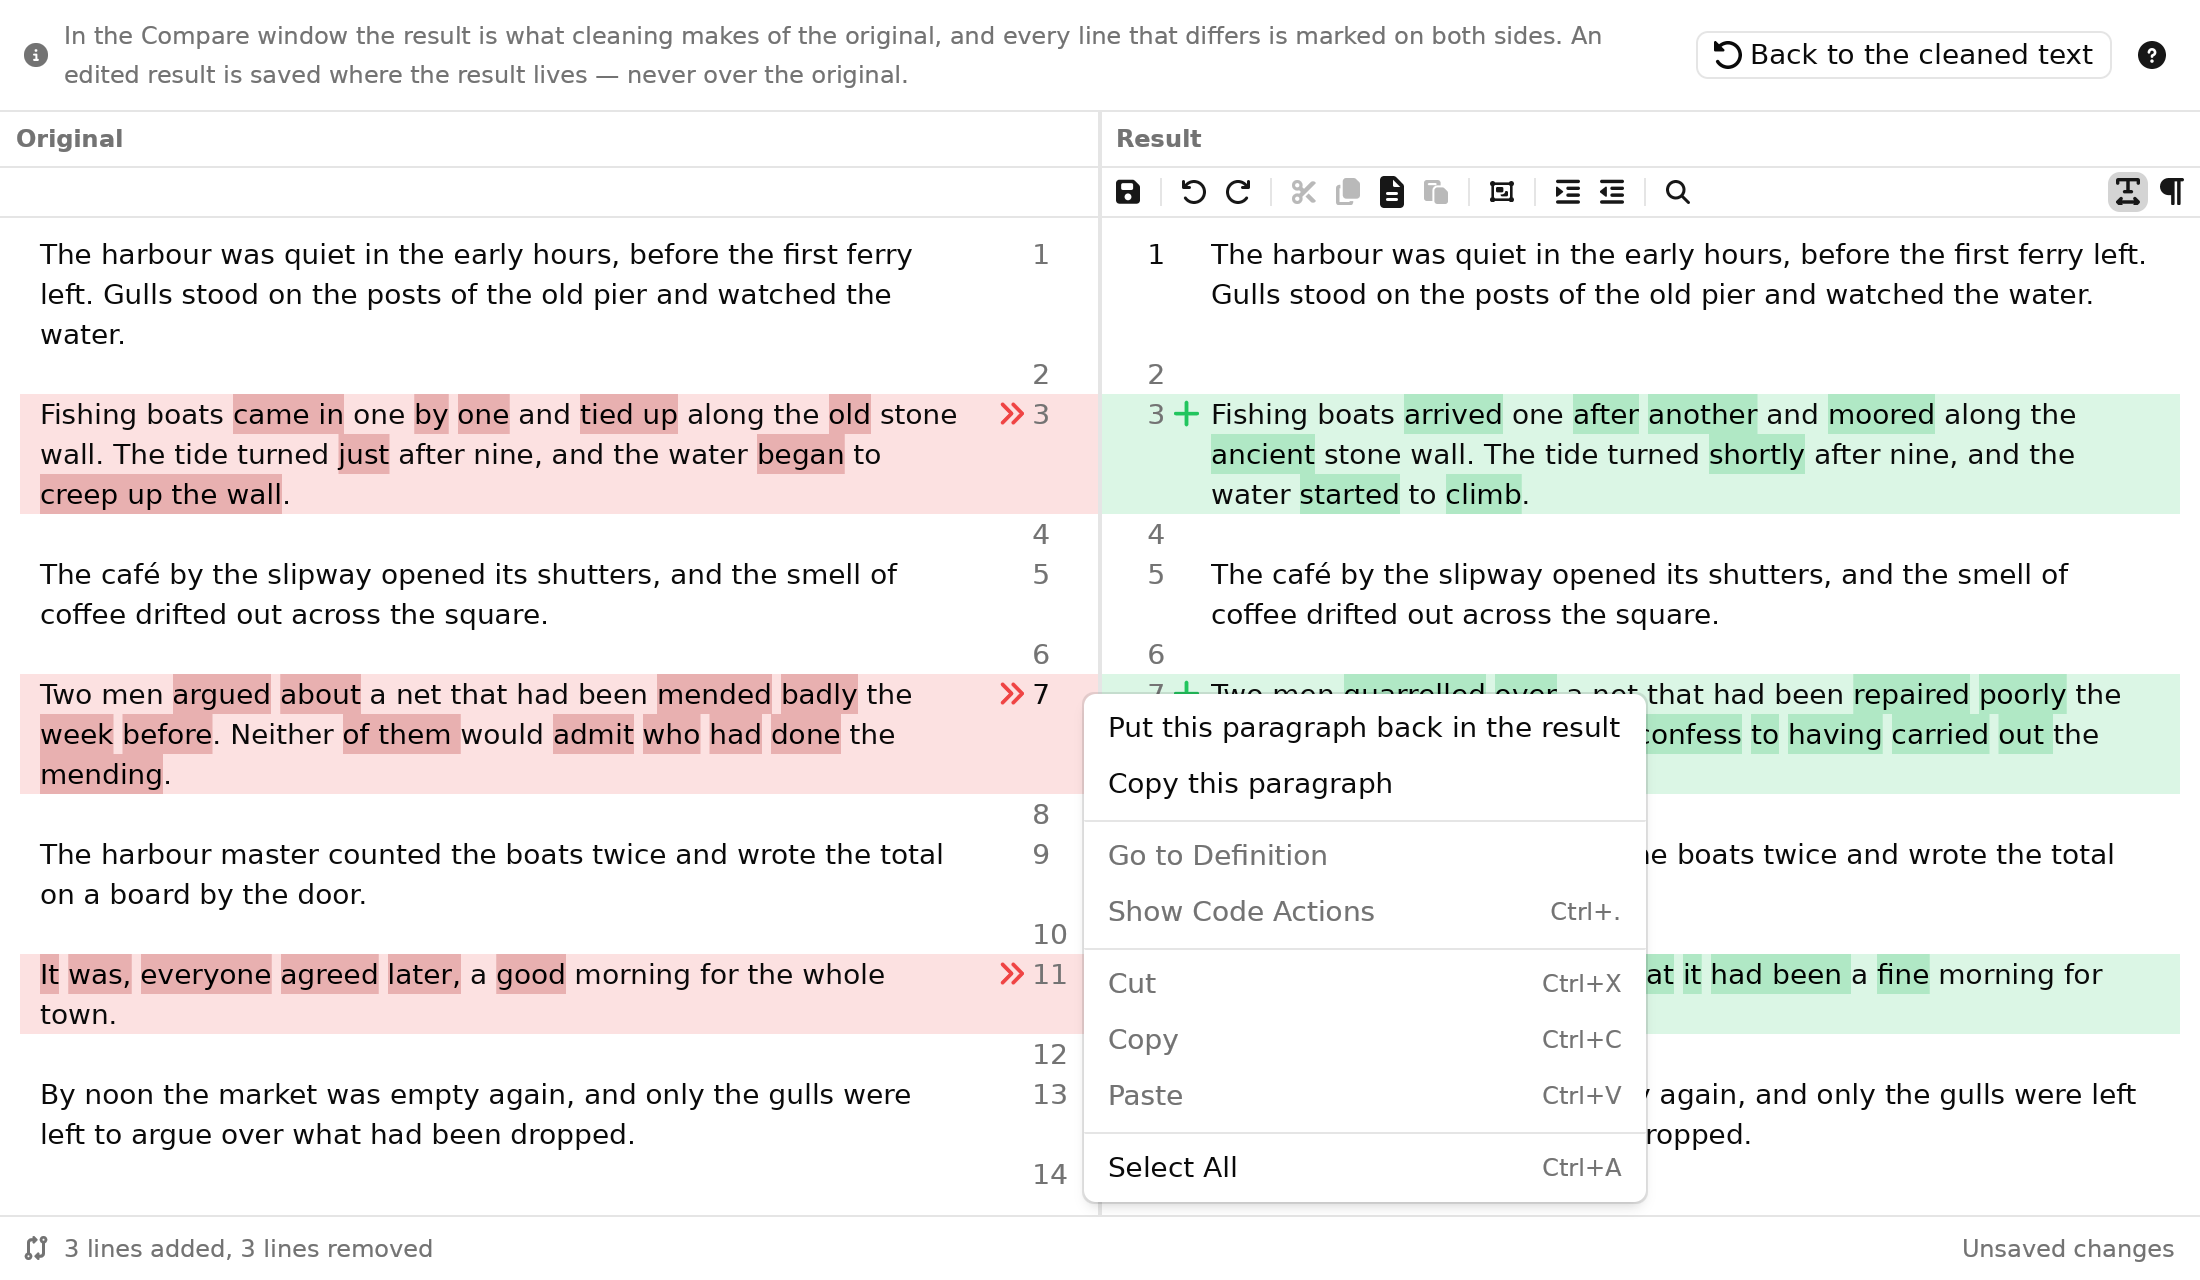 In the Compare window the result is what cleaning makes of the original, and every line that differs is marked on both sides. An
edited result is saved where the result lives — never over the original.
Back to the cleaned text
Original
Result
The harbour was quiet in the early hours, before the first ferry 1
left. Gulls stood on the posts of the old pier and watched the
water.
2
Fishing boats came in one by one and tied up along the old stone 3
wall. The tide turned just after nine, and the water began to
creep up the wall.
4
The café by the slipway opened its shutters, and the smell of 5
coffee drifted out across the square.
6
Two men argued about a net that had been mended badly the 7
week before. Neither of them would admit who had done the
mending.
8
The harbour master counted the boats twice and wrote the total 9
on a board by the door.
10
It was, everyone agreed later, a good morning for the whole 11
town.
12
By noon the market was empty again, and only the gulls were 13
left to argue over what had been dropped.
14
1 The harbour was quiet in the early hours, before the first ferry left.
Gulls stood on the posts of the old pier and watched the water.
2
3 Fishing boats arrived one after another and moored along the
ancient stone wall. The tide turned shortly after nine, and the
water started to climb.
4
5 The café by the slipway opened its shutters, and the smell of
coffee drifted out across the square.
6
7 Two men quarrelled over a net that had been repaired poorly the
confess to having carried out the
boats twice and wrote the total
it had been a fine morning for
again, and only the gulls were left
Put this paragraph back in the result
Copy this paragraph
Go to Definition
Show Code Actions Ctrl+.
Cut Ctrl+X
Copy Ctrl+C
Paste Ctrl+V
Select All Ctrl+A
3 lines added, 3 lines removed
Unsaved changes